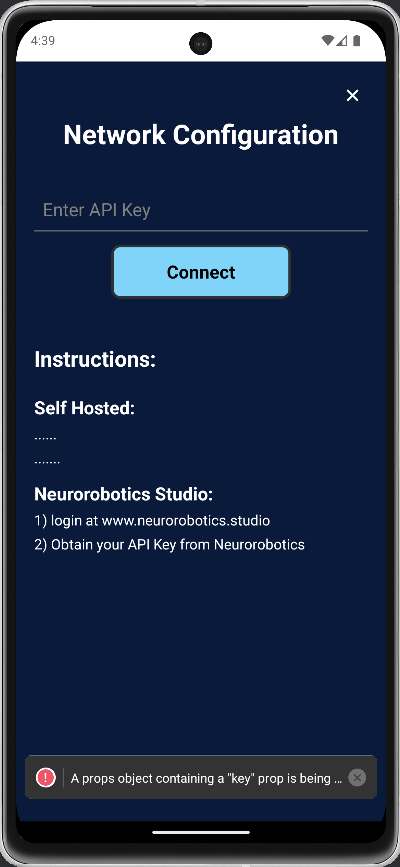 4:39
Network Configuration
Enter API Key
Connect
Instructions:
Self Hosted:
......
.......
Neurorobotics Studio:
1) login at www.neurorobotics.studio
2) Obtain your API Key from Neurorobotics
! A props object containing a "key" prop is being ...